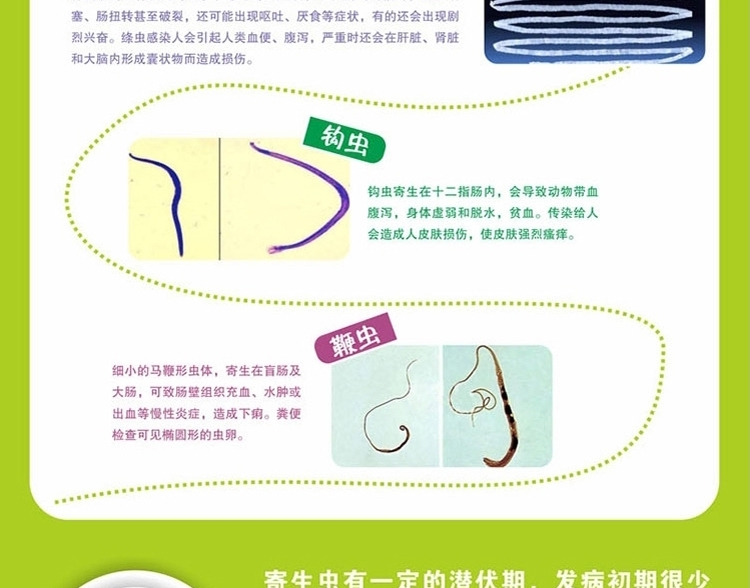 塞、肠扭转甚至破裂，还可能出现呕吐、厌食等症状，有的还会出现剧
烈兴奋。绦虫感染人会引起人类血便、腹泻，严重时还会在肝脏、肾脏
和大脑内形成囊状物而造成损伤。
钩虫
钩虫寄生在十二指肠内，会导致动物带血
腹泻，身体虚弱和脱水，贫血。传染给人
会造成人皮肤损伤，使皮肤强烈瘙痒。
鞭虫
细小的马鞭形虫体，寄生在盲肠及
大肠，可致肠壁组织充血、水肿或
出血等慢性炎症，造成下痢。粪便
检查可见椭圆形的虫卵。
寄生虫有一定的潜伏期，发病初期很少